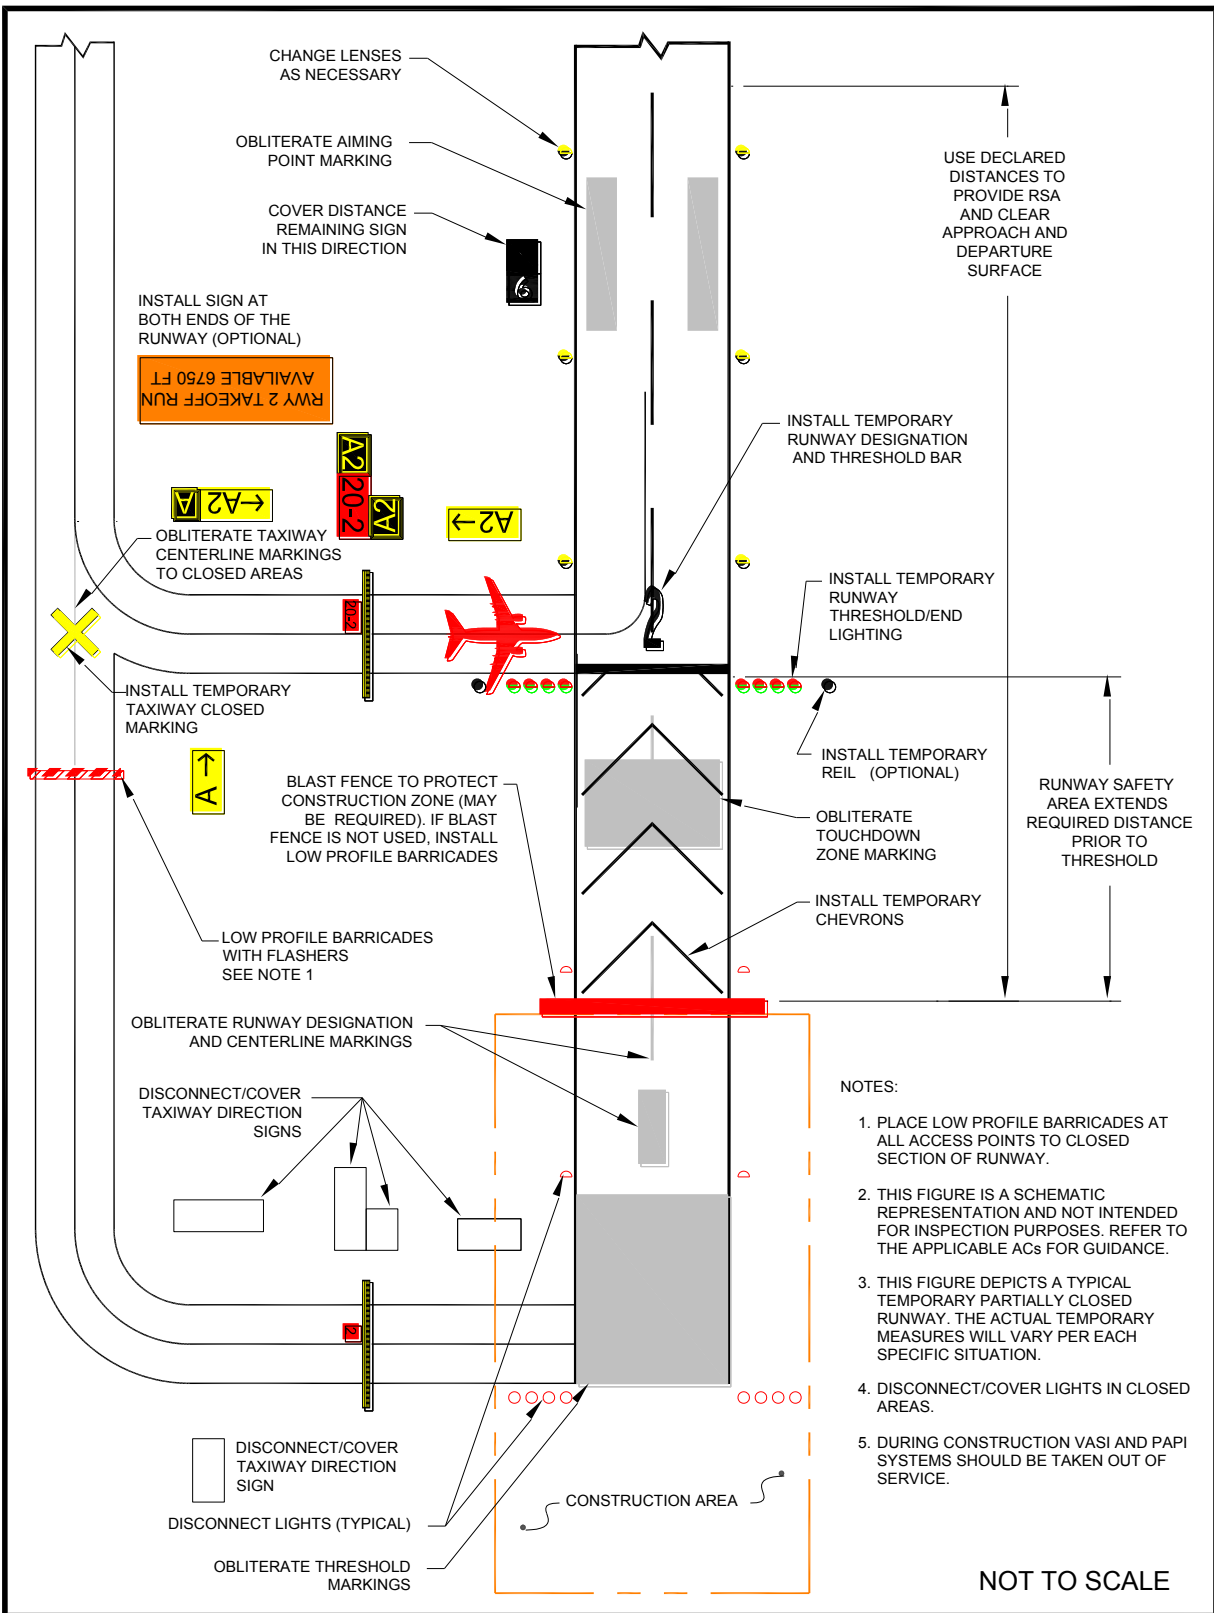 CHANGE LENSES
AS NECESSARY
OBLITERATE AIMING
POINT MARKING
COVER DISTANCE
REMAINING SIGN
IN THIS DIRECTION
6
INSTALL SIGN AT
BOTH ENDS OF THE
RUNWAY (OPTIONAL)
RWY 2 TAKEOFF RUN
AVAILABLE 6750 FT
A2
20-2
A2
A
←A2
A2→
OBLITERATE TAXIWAY
CENTERLINE MARKINGS
TO CLOSED AREAS
20-2
2
USE DECLARED
DISTANCES TO
PROVIDE RSA
AND CLEAR
APPROACH AND
DEPARTURE
SURFACE
INSTALL TEMPORARY
RUNWAY DESIGNATION
AND THRESHOLD BAR
INSTALL TEMPORARY
RUNWAY
THRESHOLD/END
LIGHTING
INSTALL TEMPORARY
TAXIWAY CLOSED
MARKING
A→
INSTALL TEMPORARY
REIL (OPTIONAL)
BLAST FENCE TO PROTECT
CONSTRUCTION ZONE (MAY
BE REQUIRED). IF BLAST
FENCE IS NOT USED, INSTALL
LOW PROFILE BARRICADES
OBLITERATE
TOUCHDOWN
ZONE MARKING
RUNWAY SAFETY
AREA EXTENDS
REQUIRED DISTANCE
PRIOR TO
THRESHOLD
INSTALL TEMPORARY
CHEVRONS
LOW PROFILE BARRICADES
WITH FLASHERS
SEE NOTE 1
OBLITERATE RUNWAY DESIGNATION
AND CENTERLINE MARKINGS
DISCONNECT/COVER
TAXIWAY DIRECTION
SIGNS
2
DISCONNECT/COVER
TAXIWAY DIRECTION
SIGN
DISCONNECT LIGHTS (TYPICAL)
OBLITERATE THRESHOLD
MARKINGS
CONSTRUCTION AREA
NOTES:
1. PLACE LOW PROFILE BARRICADES AT
ALL ACCESS POINTS TO CLOSED
SECTION OF RUNWAY.
2. THIS FIGURE IS A SCHEMATIC
REPRESENTATION AND NOT INTENDED
FOR INSPECTION PURPOSES. REFER TO
THE APPLICABLE ACs FOR GUIDANCE.
3. THIS FIGURE DEPICTS A TYPICAL
TEMPORARY PARTIALLY CLOSED
RUNWAY. THE ACTUAL TEMPORARY
MEASURES WILL VARY PER EACH
SPECIFIC SITUATION.
4. DISCONNECT/COVER LIGHTS IN CLOSED
AREAS.
5. DURING CONSTRUCTION VASI AND PAPI
SYSTEMS SHOULD BE TAKEN OUT OF
SERVICE.
NOT TO SCALE